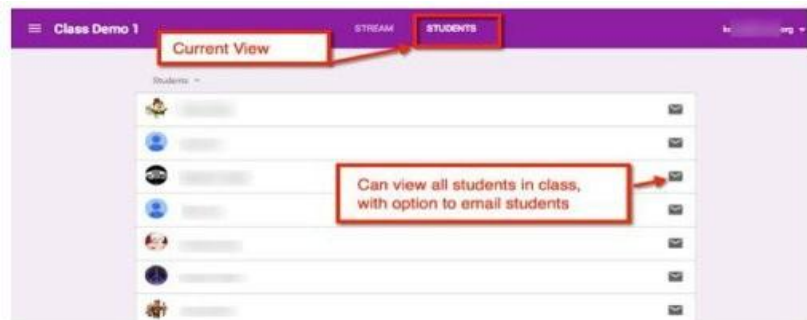 Class Demo 1
STREAM
STUDENTS
org
Current View
Students
Can view all students in class,
with option to email students